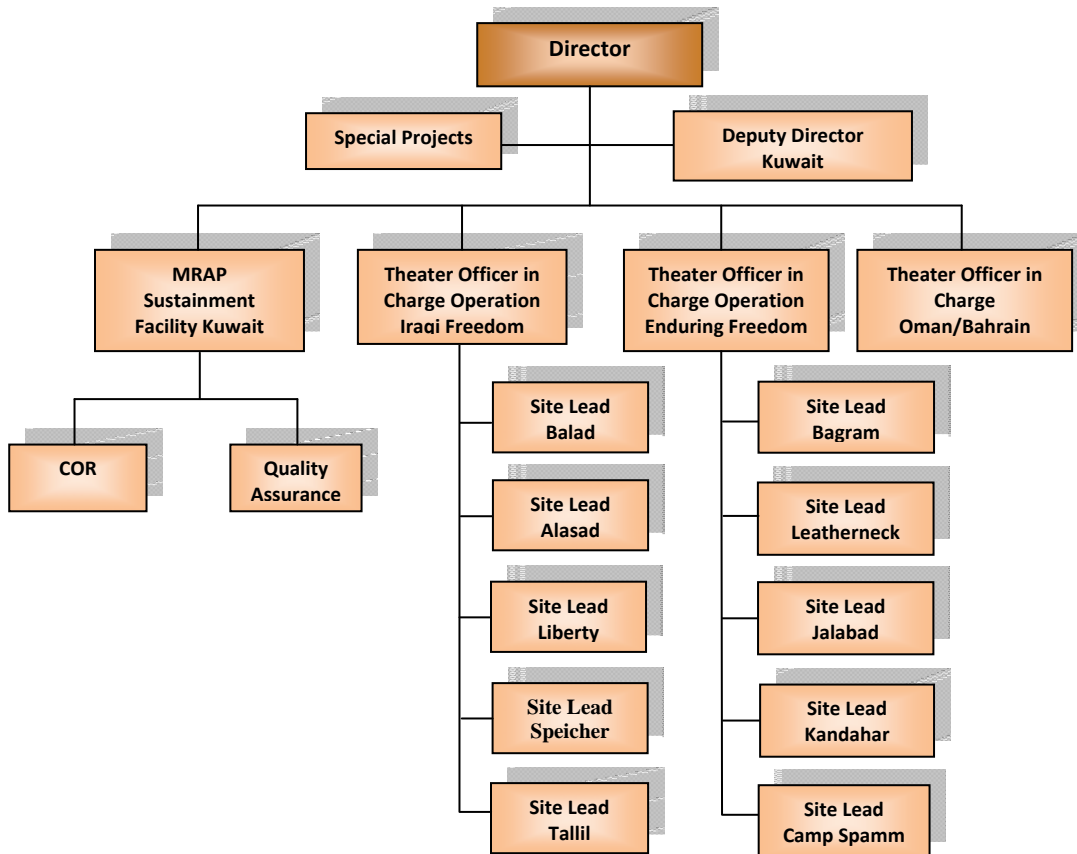 Director
Special Projects
Deputy Director
Kuwait
MRAP
Sustainment
Facility Kuwait
Theater Officer in
Charge Operation
Iraqi Freedom
Theater Officer in
Charge Operation
Enduring Freedom
Theater Officer in
Charge
Oman/Bahrain
COR
Quality
Assurance
Site Lead
Balad
Site Lead
Alasad
Site Lead
Liberty
Site Lead
Speicher
Site Lead
Tallil
Site Lead
Bagram
Site Lead
Leatherneck
Site Lead
Jalabad
Site Lead
Kandahar
Site Lead
Camp Spamm